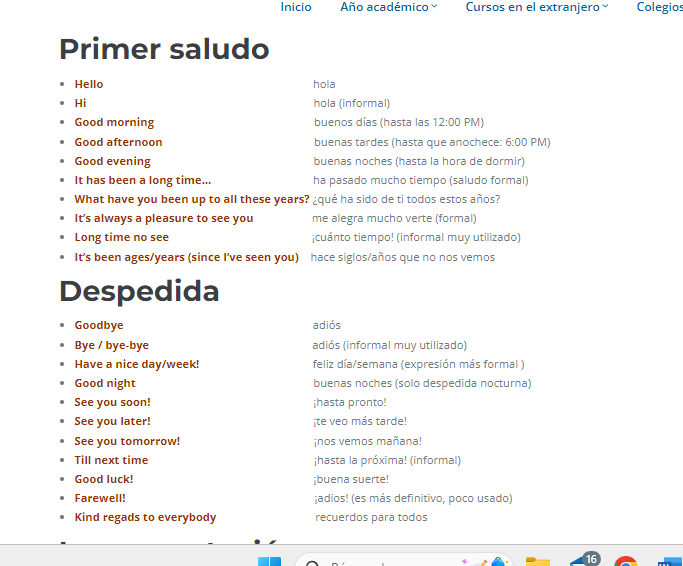 Inicio Año académico Cursos en el extranjero Colegios
Primer saludo
Hello hola
Hi hola (informal)
Good morning buenos días (hasta las 12:00 PM)
Good afternoon buenas tardes (hasta que anochece: 6:00 PM)
Good evening buenas noches (hasta la hora de dormir)
It has been a long time... ha pasado mucho tiempo (saludo formal)
What have you been up to all these years? ¿qué ha sido de ti todos estos años?
It's always a pleasure to see you me alegra mucho verte (formal)
Long time no see ¡cuánto tiempo! (informal muy utilizado)
It's been ages/years (since I've seen you) hace siglos/años que no nos vemos
Despedida
Goodbye adiós
Bye / bye-bye adiós (informal muy utilizado)
Have a nice day/week! feliz día/semana (expresión más formal )
Good night buenas noches (solo despedida nocturna)
See you soon! ¡hasta pronto!
See you later! ¡te veo más tarde!
See you tomorrow! ¡nos vemos mañana!
Till next time ¡hasta la próxima! (informal)
Good luck! ¡buena suerte!
Farewell! ¡adios! (es más definitivo, poco usado)
Kind regads to everybody recuerdos para todos
16